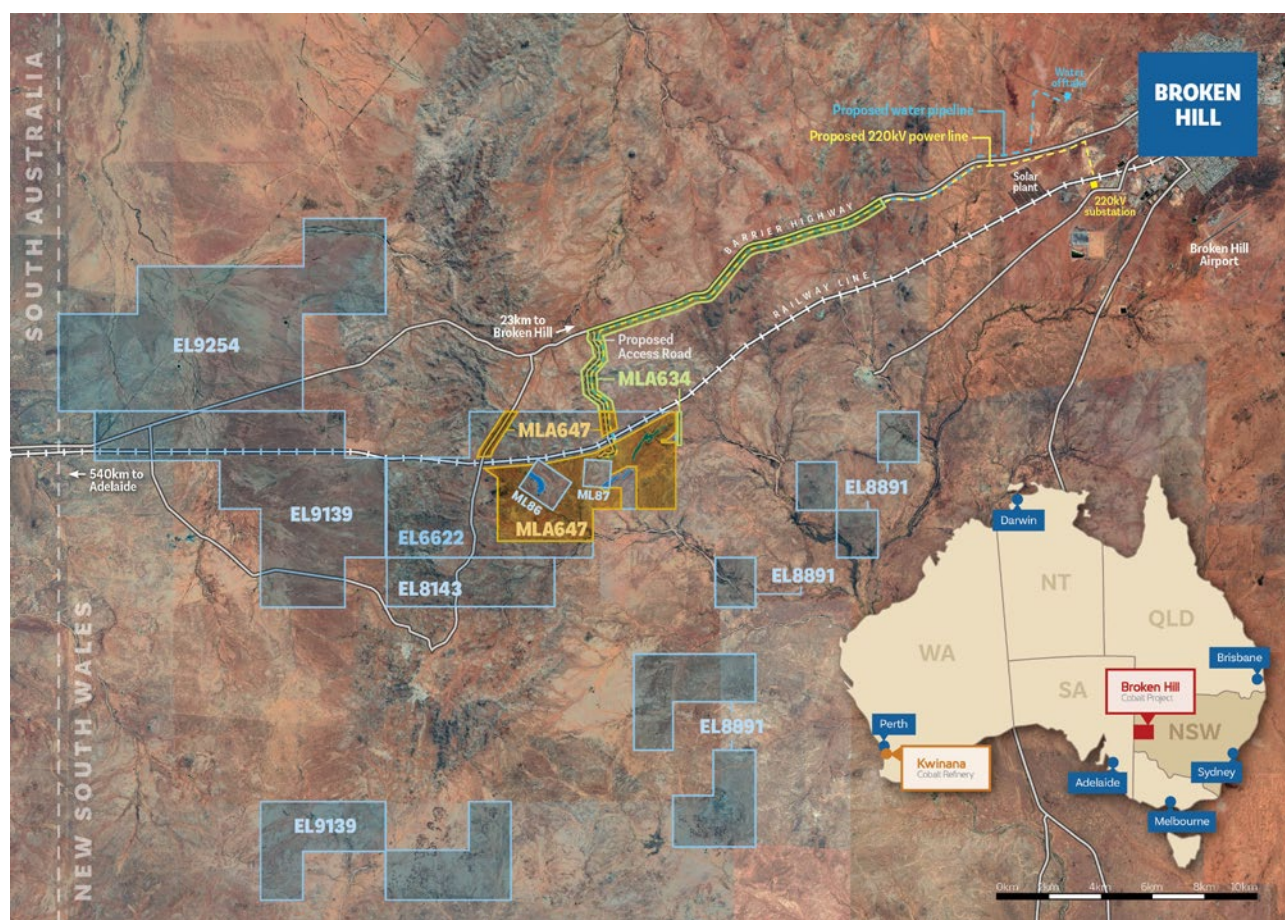 SOUTH AUSTRALIA
NEW SOUTH WALES
Water
offtake
BROKEN
HILL
Proposed water pipeline
Proposed 220kV power line
Solar
plant
220kV
substation
Broken Hill
Airport
BARRIER HIGHWAY
RAILWAY LINE
23km to
Broken Hill
Proposed
Access Road
EL9254
MLA634
MLA647
540km to
Adelaide
ML86
ML87
MLA647
EL9139
EL6622
EL8891
EL8143
EL8891
EL8891
EL9139
Darwin
NT
QLD
WA
Brisbane
SA
Broken Hill
Cobalt Project
NSW
Perth
Kwinana
Cobalt Refinery
Adelaide
Sydney
Melbourne
0km 2km 4km 6km 8km 10km